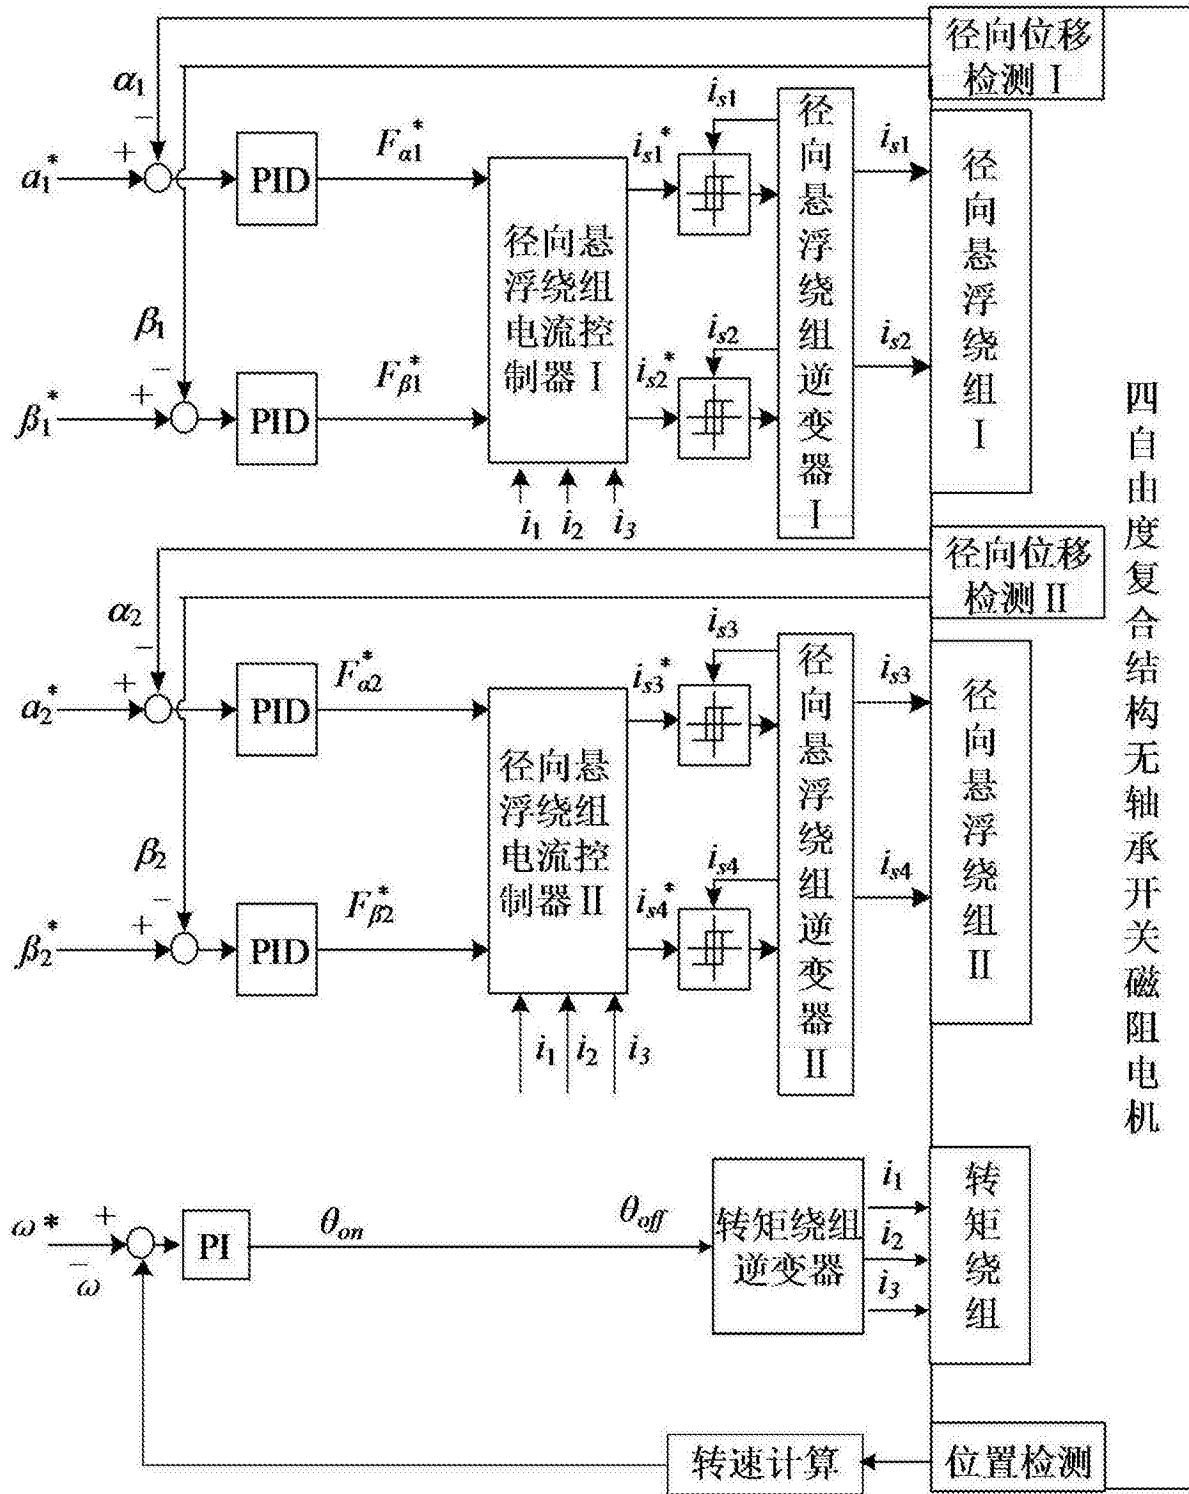 径向位移
检测 I
α₁
−
+
a₁*
PID
Fα₁*
径向悬
浮绕组
电流控
制器 I
iₛ₁*
iₛ₁
径向悬浮绕组逆变器 I
iₛ₁
径向悬浮绕组 I
β₁
−
+
β₁*
PID
Fβ₁*
iₛ₂*
iₛ₂
iₛ₂
i₁ i₂ i₃
四自由度复合结构无轴承开关磁阻电机
径向位移
检测 II
α₂
−
+
a₂*
PID
Fα₂*
径向悬
浮绕组
电流控
制器 II
iₛ₃*
iₛ₃
径向悬浮绕组逆变器 II
iₛ₃
径向悬浮绕组 II
β₂
−
+
β₂*
PID
Fβ₂*
iₛ₄*
iₛ₄
iₛ₄
i₁ i₂ i₃
ω*
+
−
ω
PI
θon
θoff
转矩绕组
逆变器
i₁
i₂
i₃
转矩绕组
转速计算
位置检测